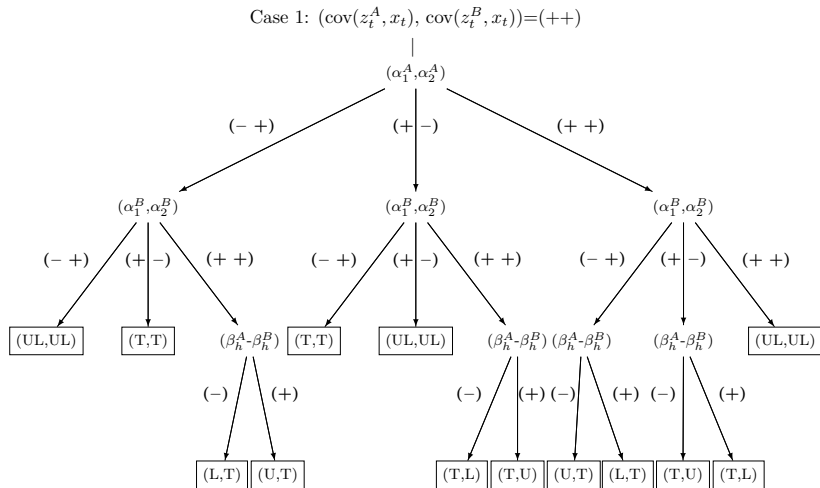 Case 1: (cov(z_t^A, x_t), cov(z_t^B, x_t))=(++)
(α_1^A,α_2^A)
(− +) (+ −) (+ +)
(α_1^B,α_2^B) (α_1^B,α_2^B) (α_1^B,α_2^B)
(− +) (+ −) (+ +) (− +) (+ −) (+ +) (− +) (+ −) (+ +)
(UL,UL) (T,T) (β_h^A-β_h^B) (T,T) (UL,UL) (β_h^A-β_h^B) (β_h^A-β_h^B) (β_h^A-β_h^B) (UL,UL)
(−) (+) (−) (+) (−) (+) (−) (+)
(L,T) (U,T) (T,L) (T,U) (U,T) (L,T) (T,U) (T,L)